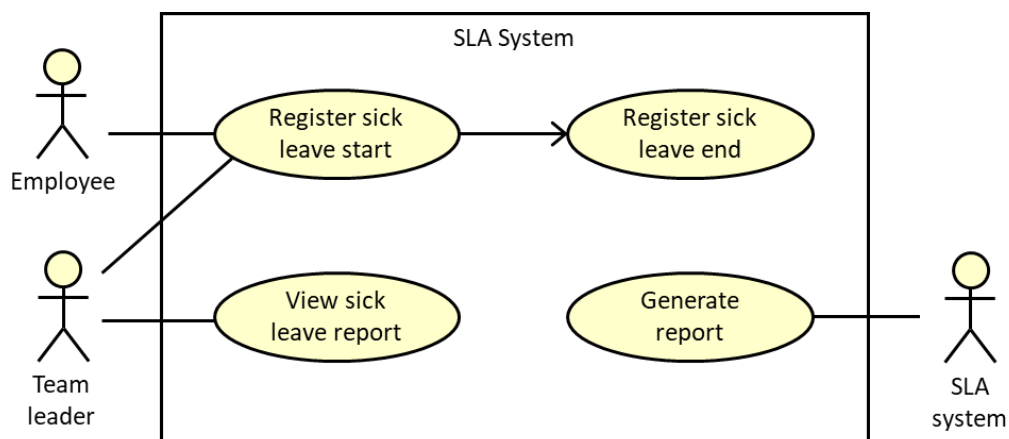 SLA System
Register sick
leave start
Register sick
leave end
Employee
View sick
leave report
Generate
report
Team
leader
SLA
system